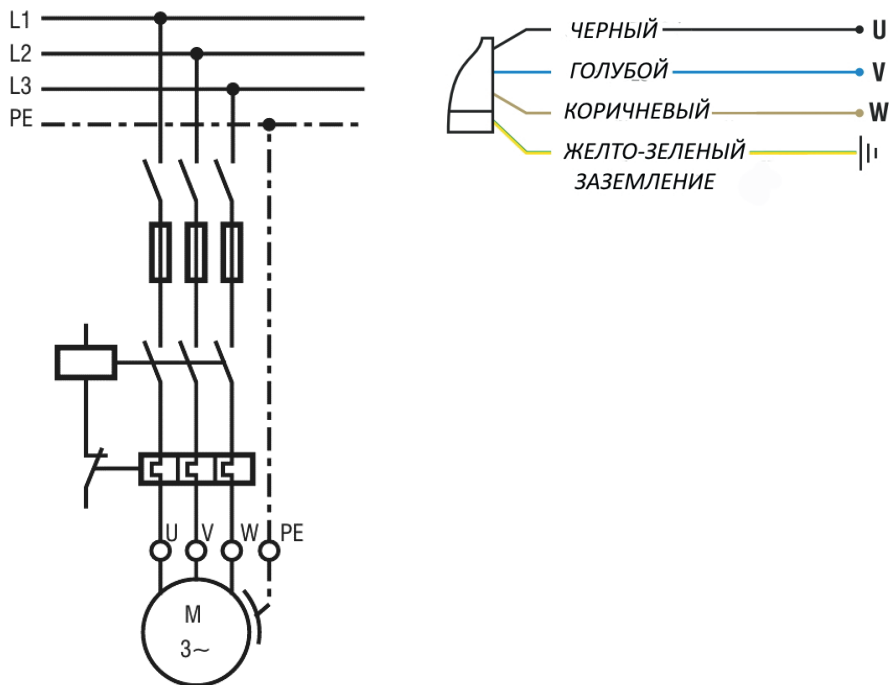 L1
L2
L3
PE
U V W PE
M
3~
ЧЕРНЫЙ U
ГОЛУБОЙ V
КОРИЧНЕВЫЙ W
ЖЕЛТО-ЗЕЛЕНЫЙ
ЗАЗЕМЛЕНИЕ